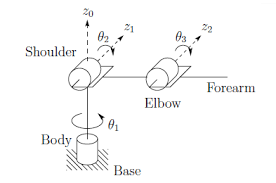 z0
θ2
z1
θ3
z2
Shoulder
Forearm
Elbow
θ1
Body
Base